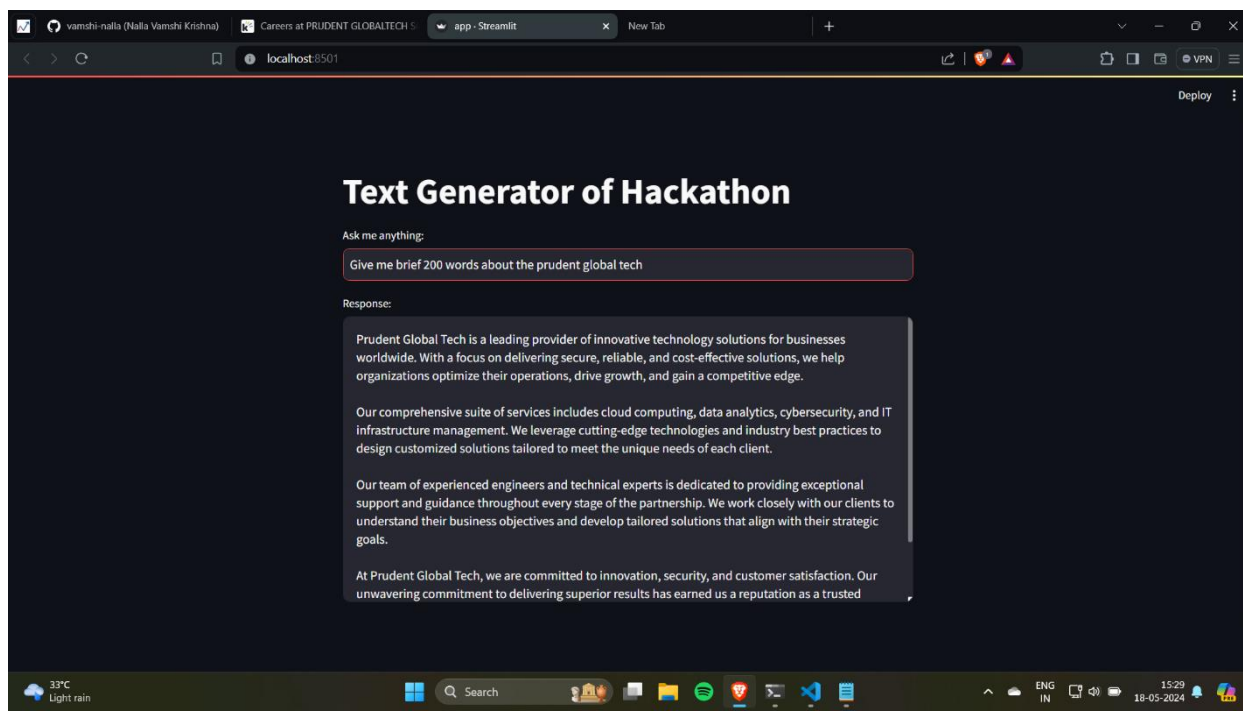 vamshi-nalla (Nalla Vamshi Krishna)
Careers at PRUDENT GLOBALTECH S
app · Streamlit
New Tab
localhost:8501
VPN
Deploy
Text Generator of Hackathon
Ask me anything:
Give me brief 200 words about the prudent global tech
Response:
Prudent Global Tech is a leading provider of innovative technology solutions for businesses
worldwide. With a focus on delivering secure, reliable, and cost-effective solutions, we help
organizations optimize their operations, drive growth, and gain a competitive edge.
Our comprehensive suite of services includes cloud computing, data analytics, cybersecurity, and IT
infrastructure management. We leverage cutting-edge technologies and industry best practices to
design customized solutions tailored to meet the unique needs of each client.
Our team of experienced engineers and technical experts is dedicated to providing exceptional
support and guidance throughout every stage of the partnership. We work closely with our clients to
understand their business objectives and develop tailored solutions that align with their strategic
goals.
At Prudent Global Tech, we are committed to innovation, security, and customer satisfaction. Our
unwavering commitment to delivering superior results has earned us a reputation as a trusted
33°C
Light rain
Search
ENG
IN
15:29
18-05-2024